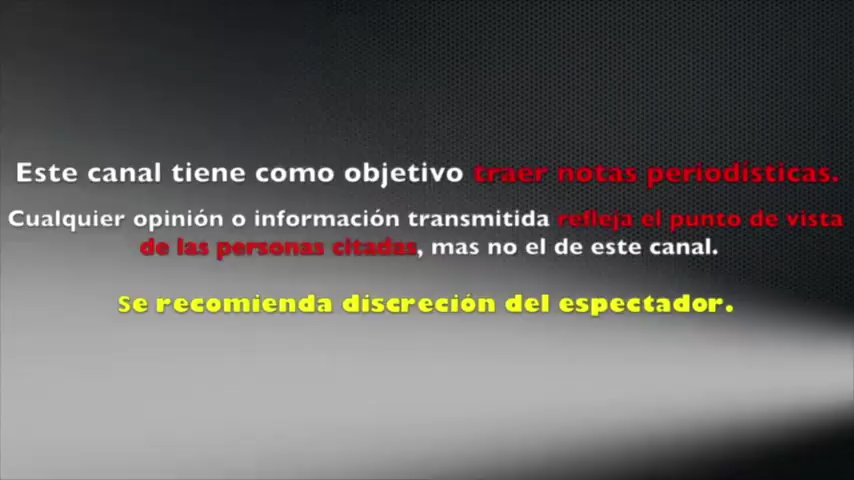 Este canal tiene como objetivo traer notas periodísticas.
Cualquier opinión o información transmitida refleja el punto de vista
de las personas citadas, mas no el de este canal.
Se recomienda discreción del espectador.